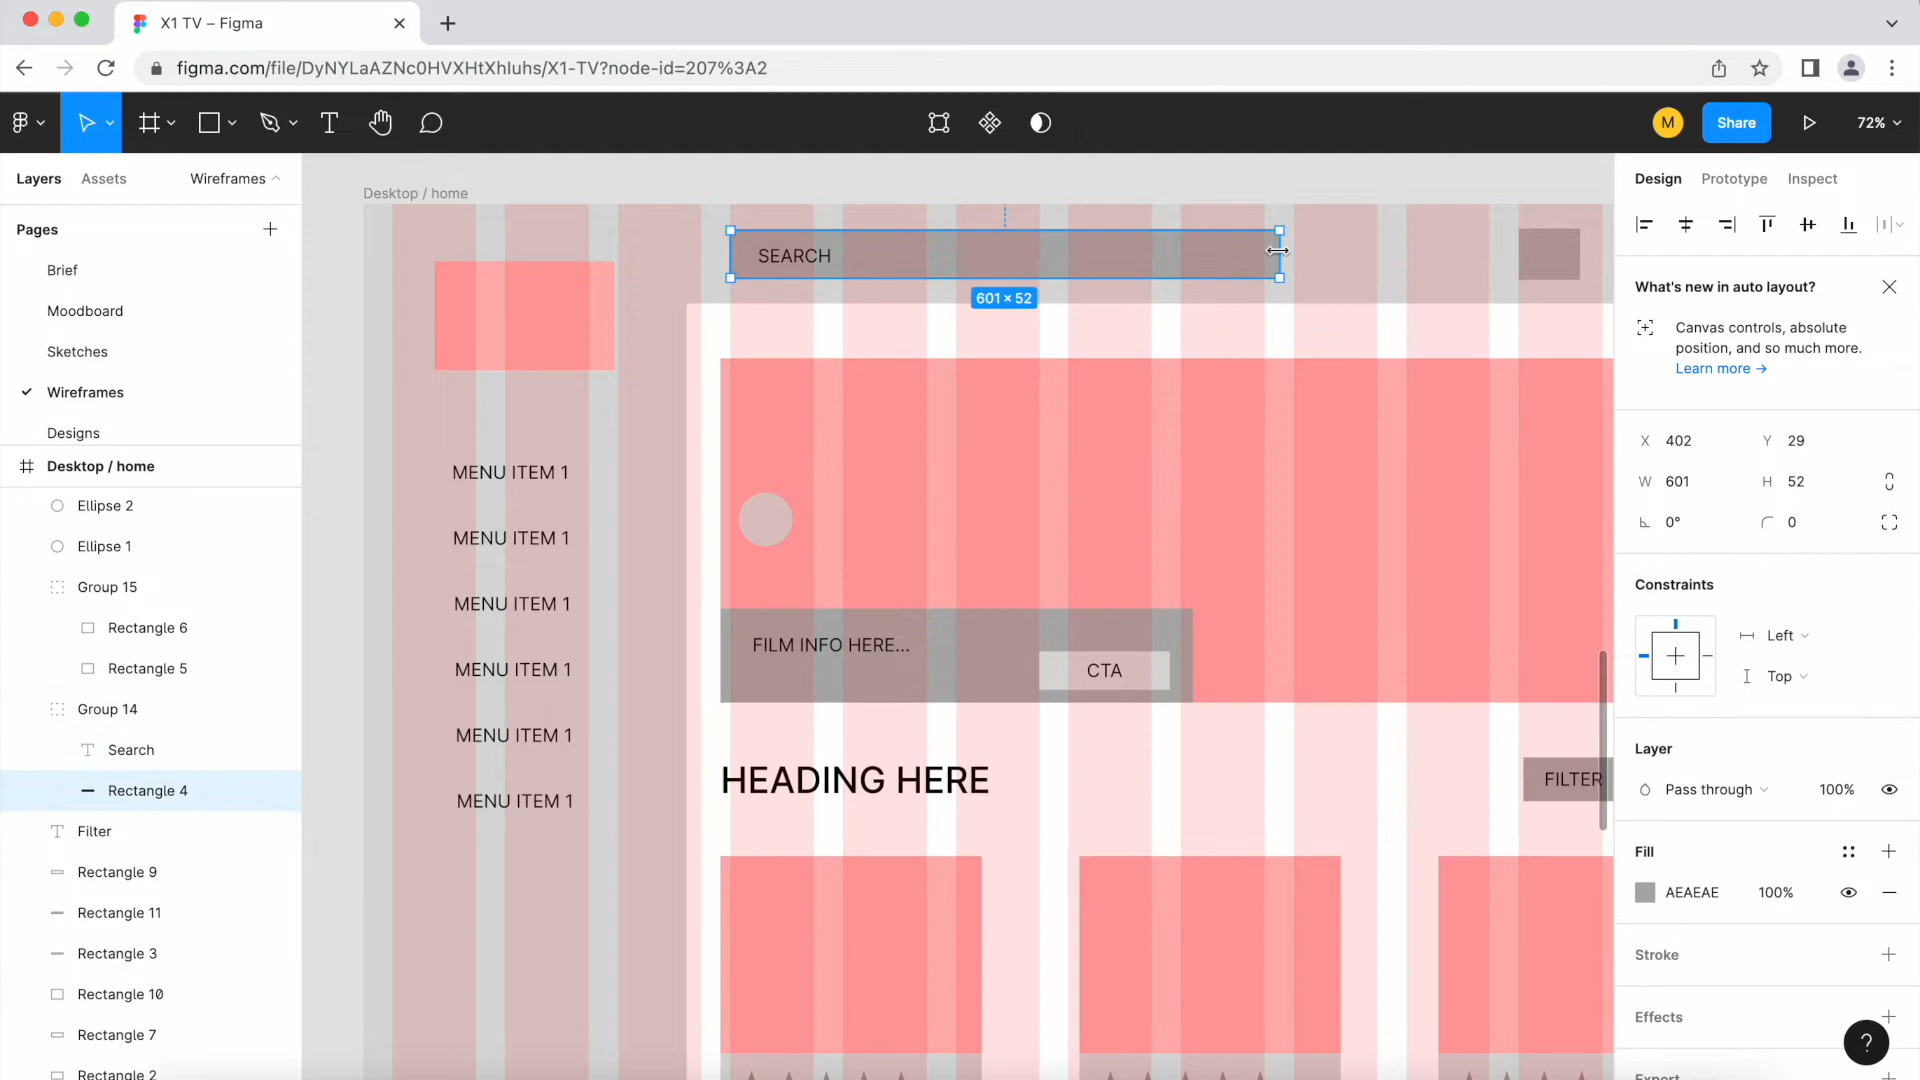 X1 TV – Figma
figma.com/file/DyNYLaAZNc0HVXHtXhIuhs/X1-TV?node-id=207%3A2
M
Share
72%
Layers
Assets
Wireframes
Pages
Brief
Moodboard
Sketches
Wireframes
Designs
Desktop / home
Ellipse 2
Ellipse 1
Group 15
Rectangle 6
Rectangle 5
Group 14
Search
Rectangle 4
Filter
Rectangle 9
Rectangle 11
Rectangle 3
Rectangle 10
Rectangle 7
Rectangle 2
Desktop / home
SEARCH
601 × 52
MENU ITEM 1
MENU ITEM 1
MENU ITEM 1
MENU ITEM 1
MENU ITEM 1
MENU ITEM 1
FILM INFO HERE...
CTA
HEADING HERE
FILTER
Design
Prototype
Inspect
What's new in auto layout?
Canvas controls, absolute
position, and so much more.
Learn more →
X 402
Y 29
W 601
H 52
0°
0
Constraints
Left
Top
Layer
Pass through
100%
Fill
AEAEAE
100%
Stroke
Effects
Export
?